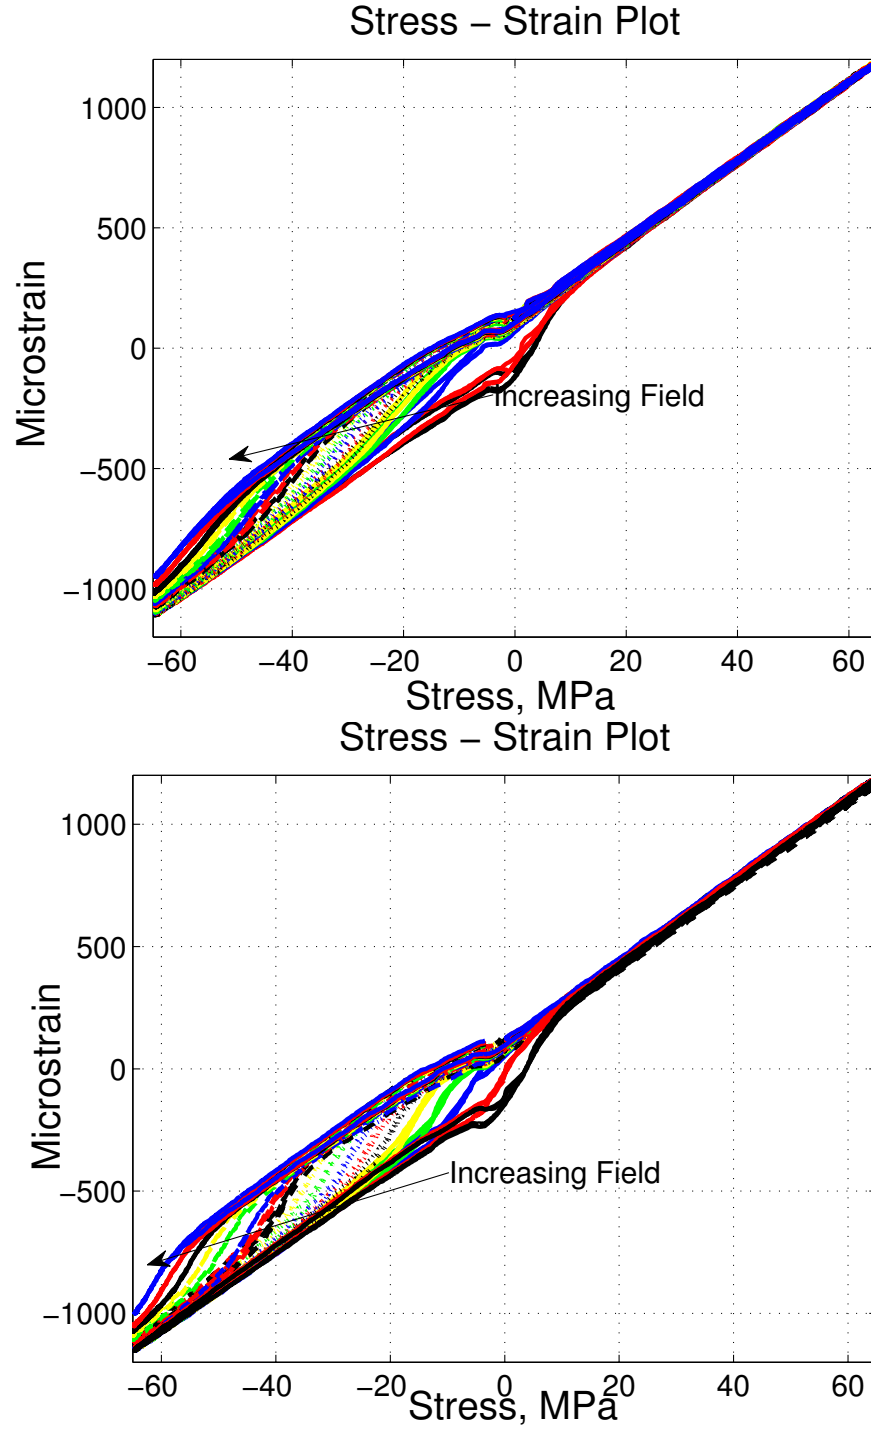 Stress − Strain Plot
1000
500
0
−500
−1000
Microstrain
Increasing Field
−60 −40 −20 0 20 40 60
Stress, MPa
Stress − Strain Plot
1000
500
0
−500
−1000
Microstrain
Increasing Field
−60 −40 −20 0 20 40 60
Stress, MPa